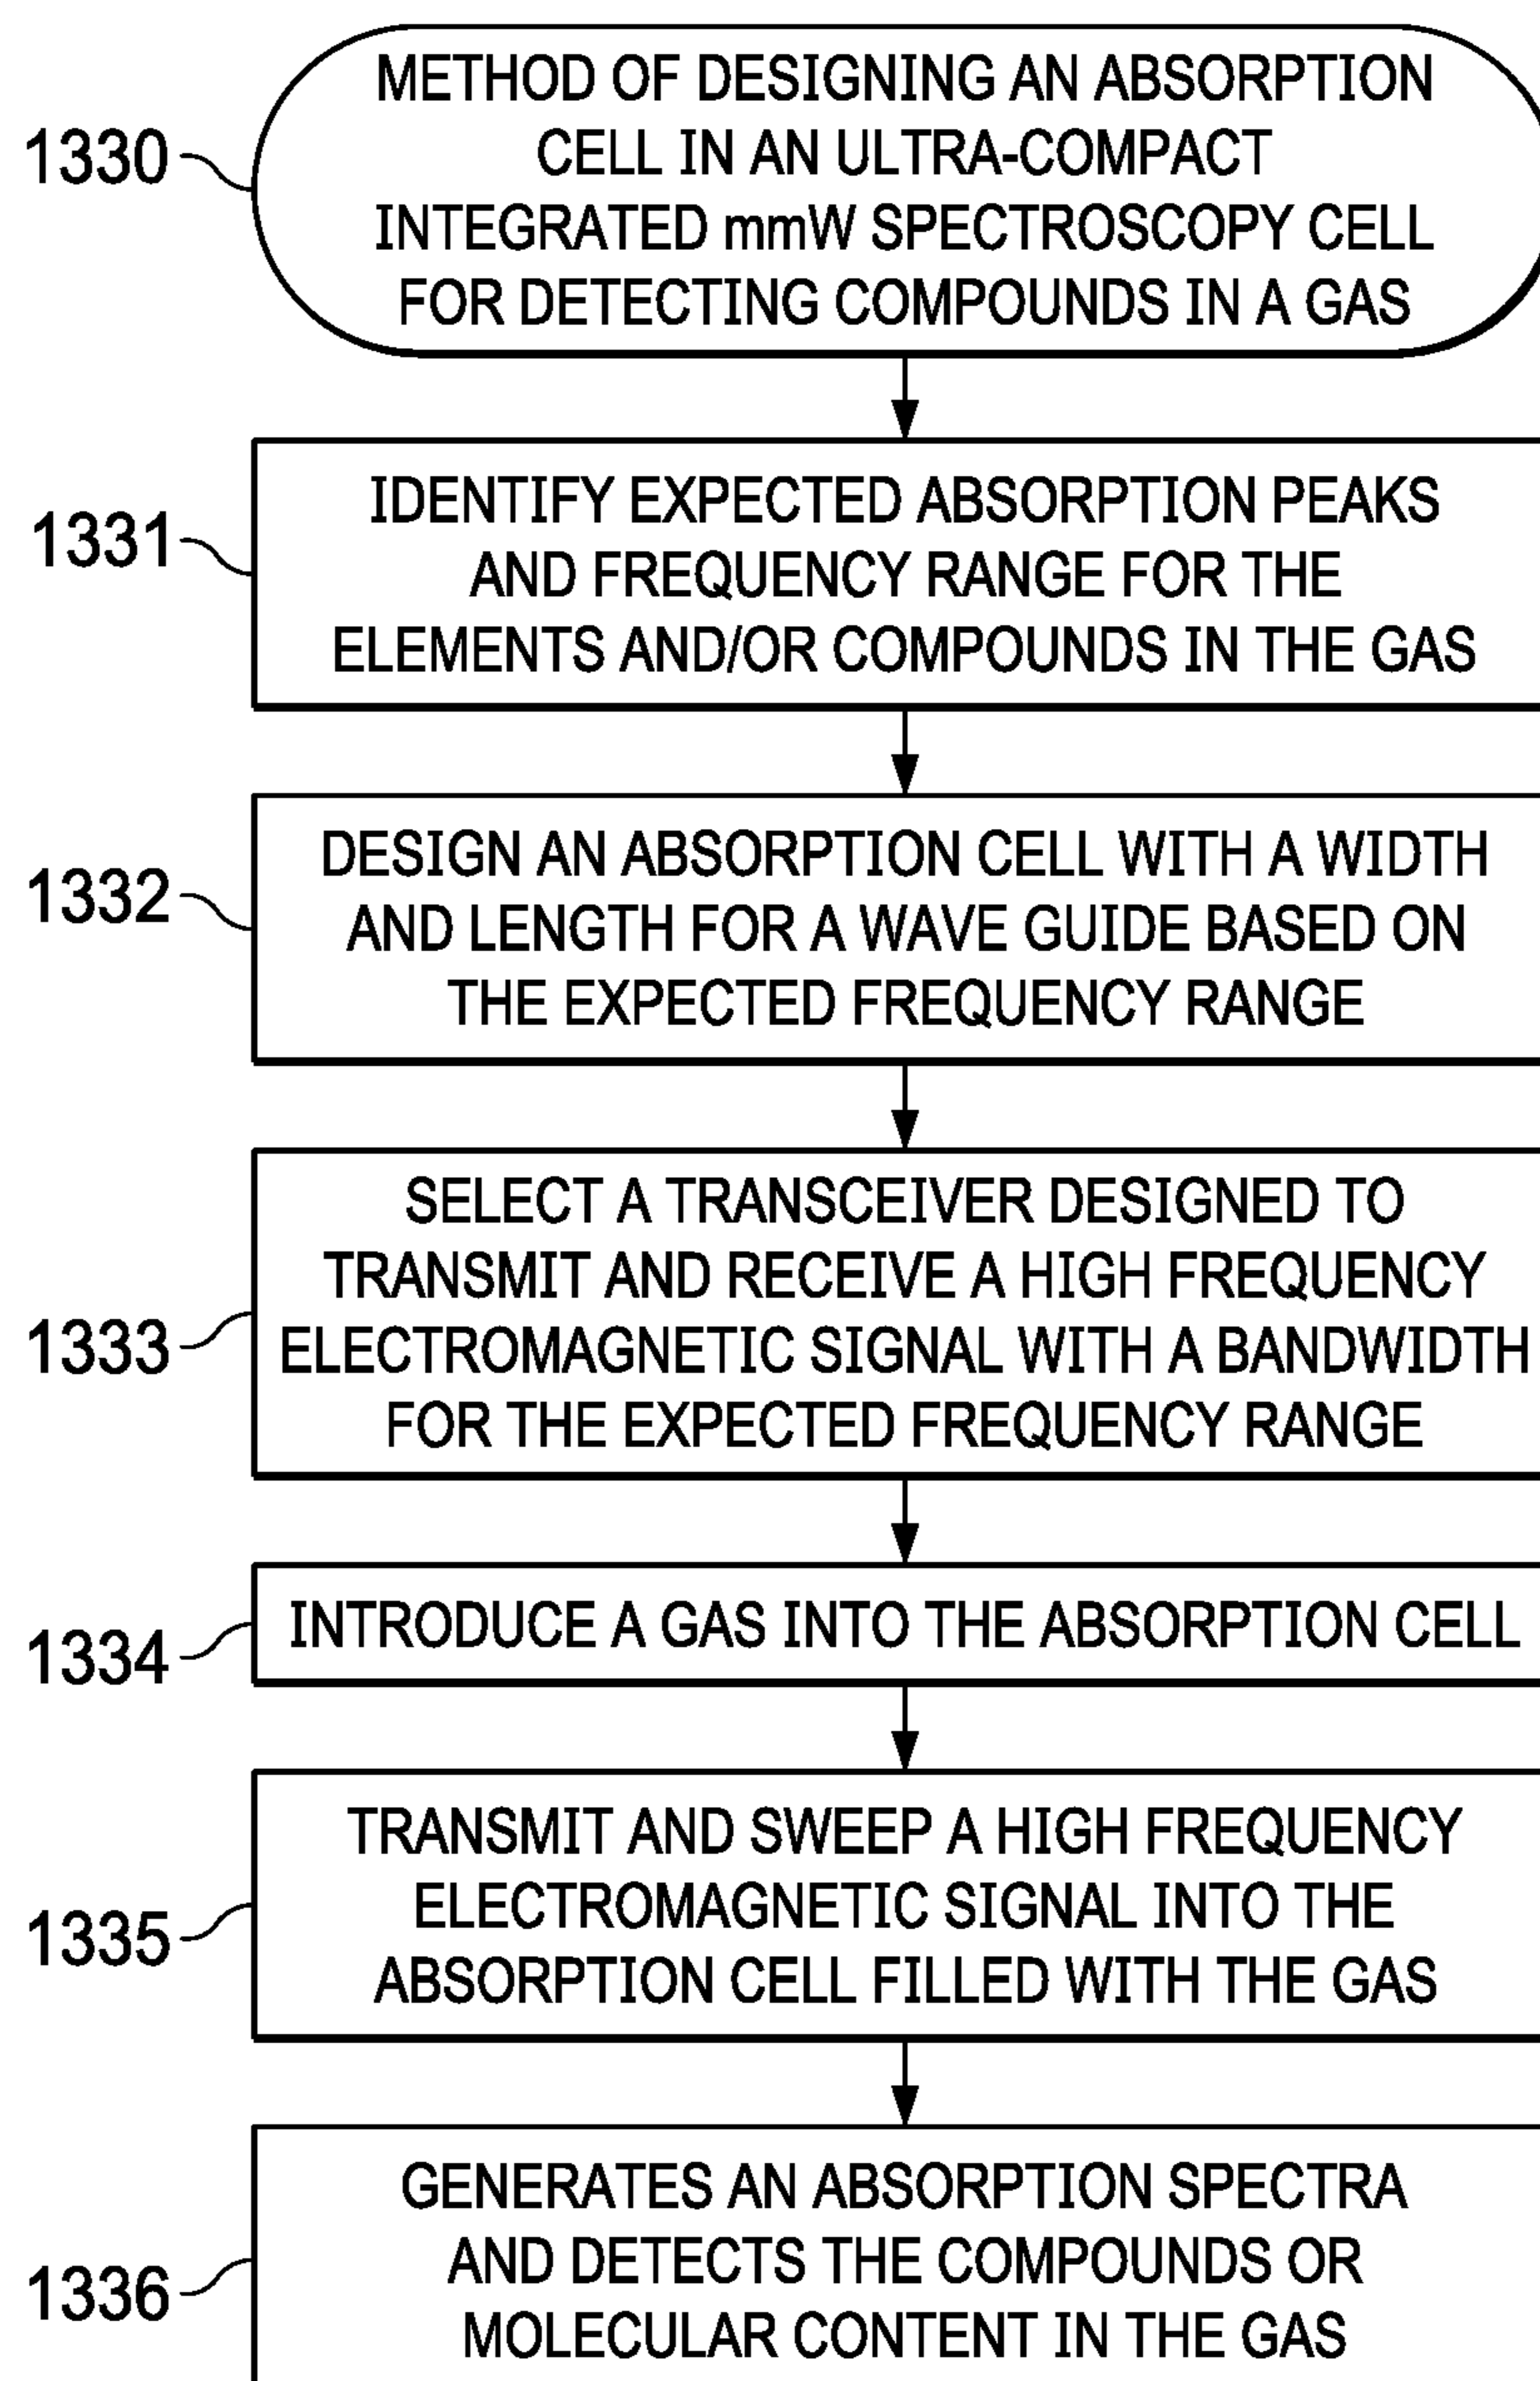 1330
METHOD OF DESIGNING AN ABSORPTION
CELL IN AN ULTRA-COMPACT
INTEGRATED mmW SPECTROSCOPY CELL
FOR DETECTING COMPOUNDS IN A GAS
1331
IDENTIFY EXPECTED ABSORPTION PEAKS
AND FREQUENCY RANGE FOR THE
ELEMENTS AND/OR COMPOUNDS IN THE GAS
1332
DESIGN AN ABSORPTION CELL WITH A WIDTH
AND LENGTH FOR A WAVE GUIDE BASED ON
THE EXPECTED FREQUENCY RANGE
1333
SELECT A TRANSCEIVER DESIGNED TO
TRANSMIT AND RECEIVE A HIGH FREQUENCY
ELECTROMAGNETIC SIGNAL WITH A BANDWIDTH
FOR THE EXPECTED FREQUENCY RANGE
1334
INTRODUCE A GAS INTO THE ABSORPTION CELL
1335
TRANSMIT AND SWEEP A HIGH FREQUENCY
ELECTROMAGNETIC SIGNAL INTO THE
ABSORPTION CELL FILLED WITH THE GAS
1336
GENERATES AN ABSORPTION SPECTRA
AND DETECTS THE COMPOUNDS OR
MOLECULAR CONTENT IN THE GAS